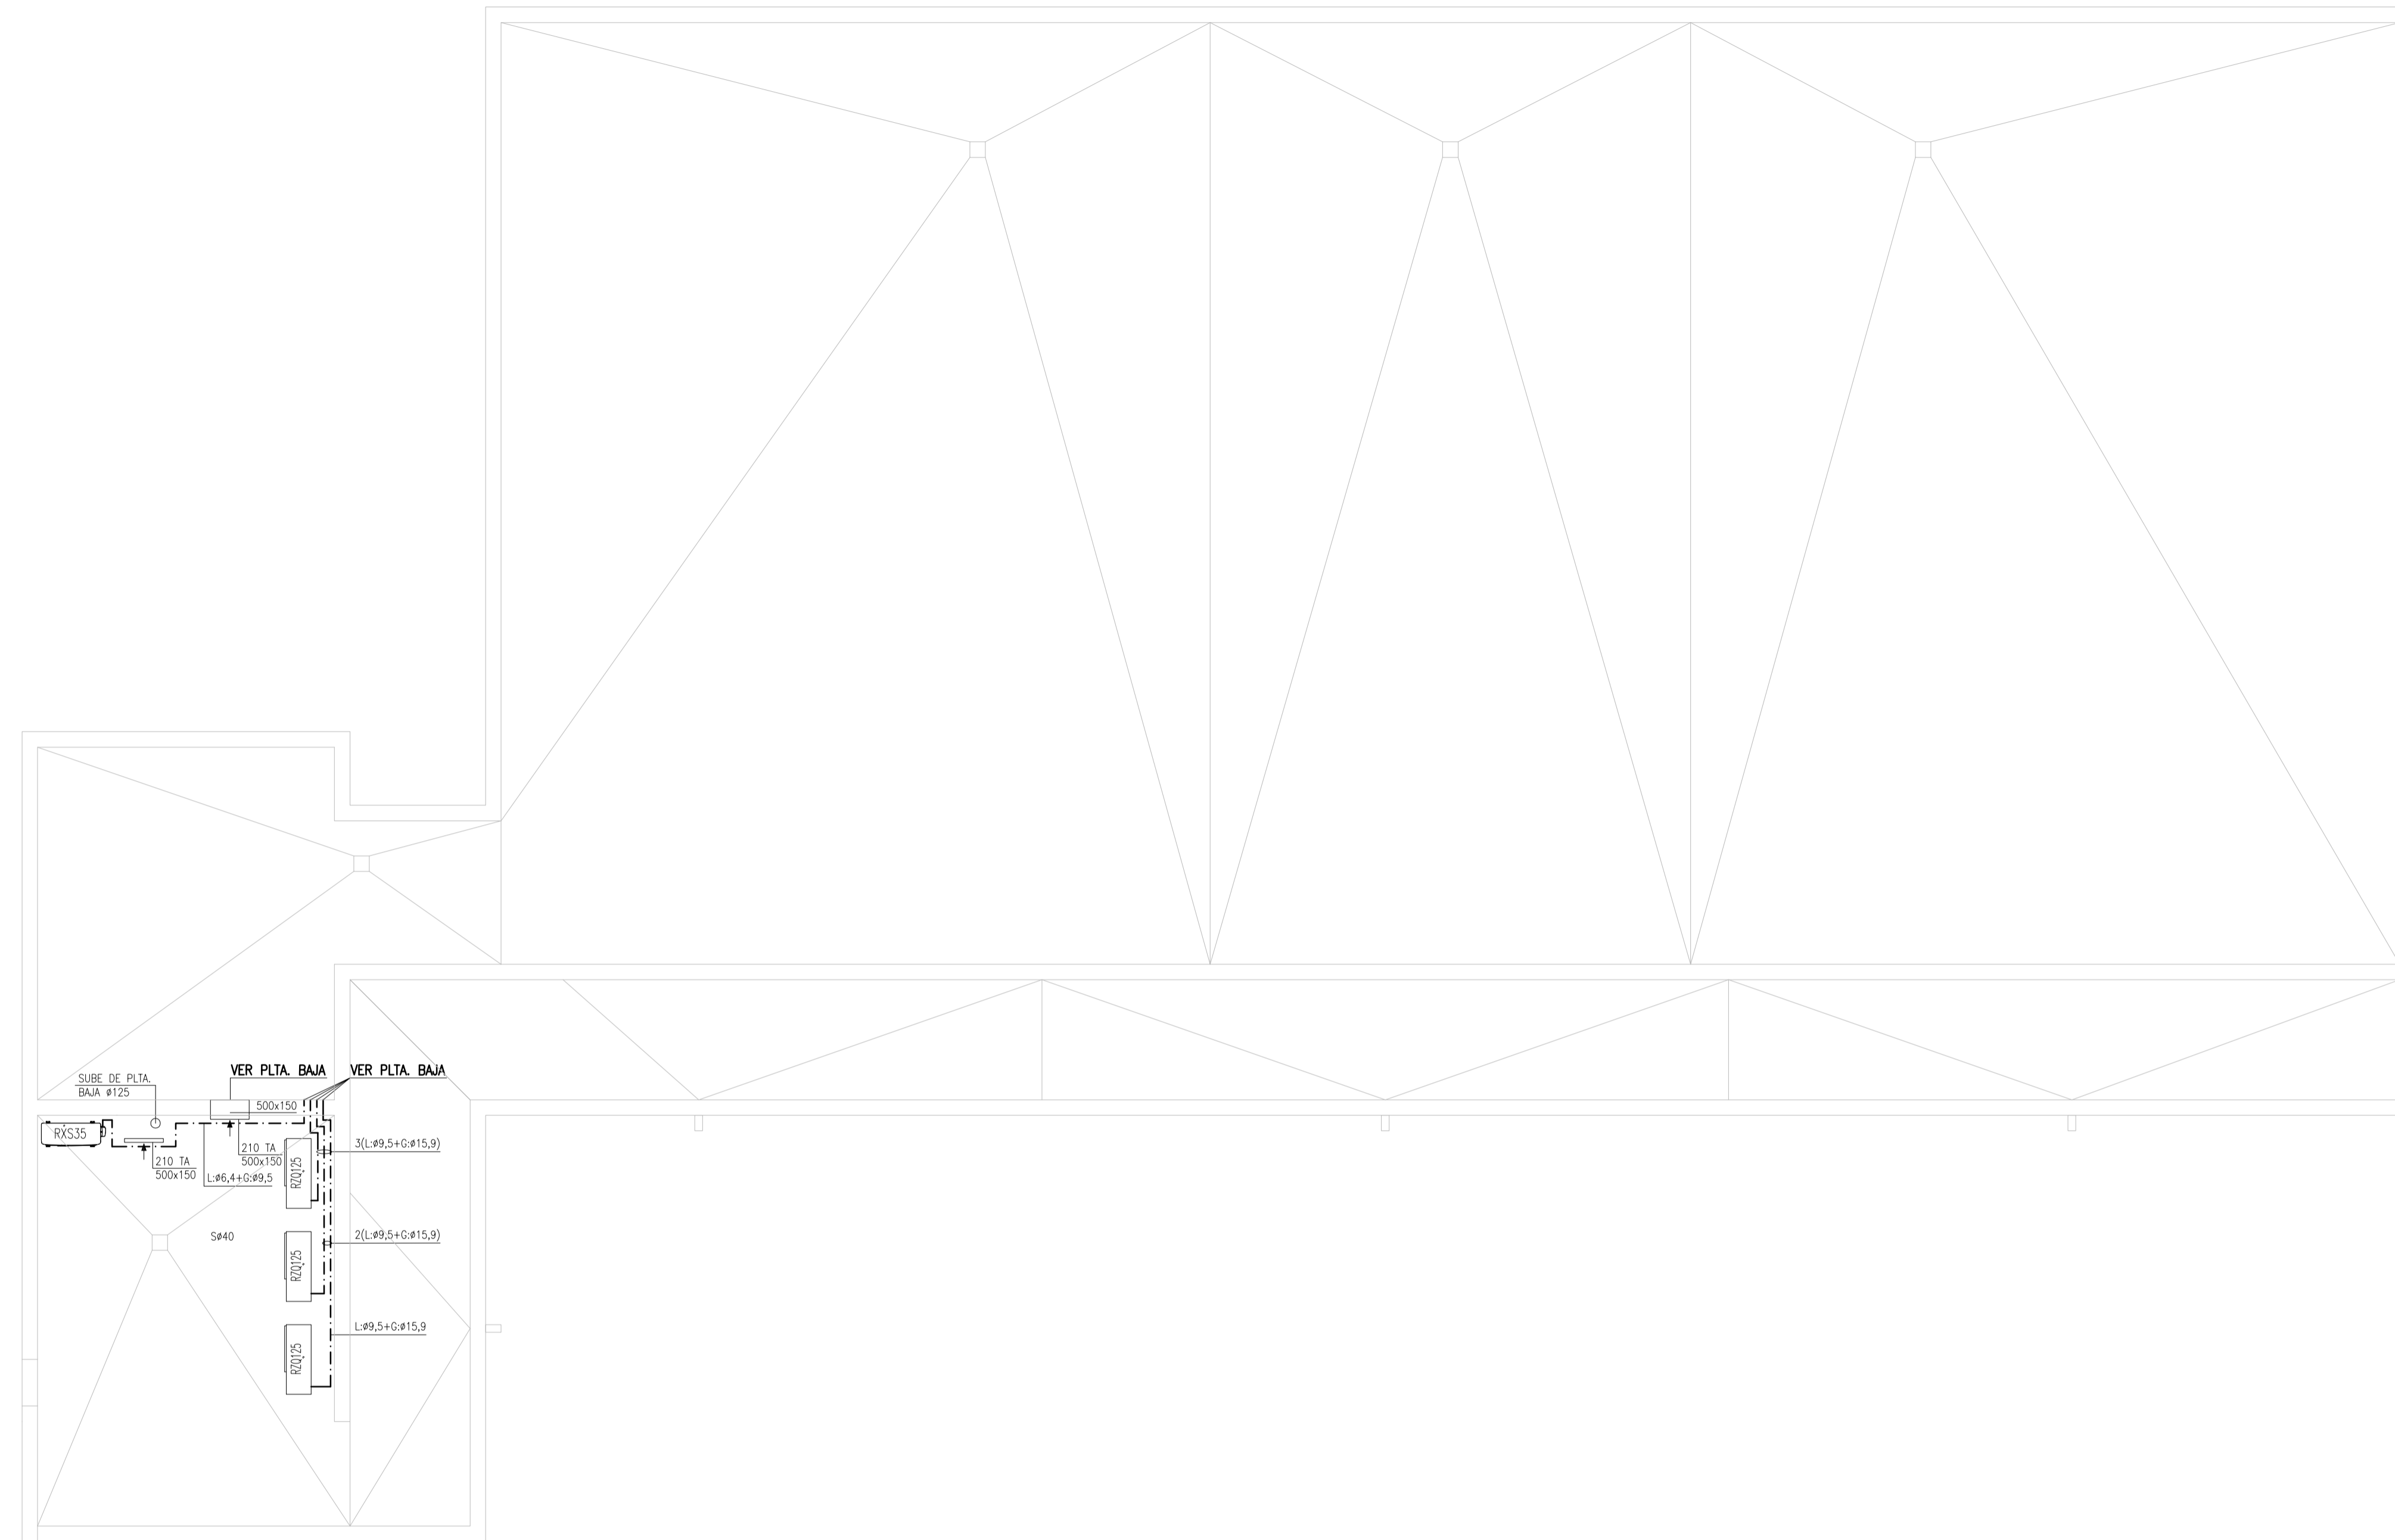 VER PLTA. BAJA
VER PLTA. BAJA
SUBE DE PLTA.
BAJA ø125
500x150
RXS35
210 TA
500x150
210 TA
500x150
L:ø6,4+G:ø9,5
3(L:ø9,5+G:ø15,9)
RZQ125
Sø40
2(L:ø9,5+G:ø15,9)
RZQ125
L:ø9,5+G:ø15,9
RZQ125